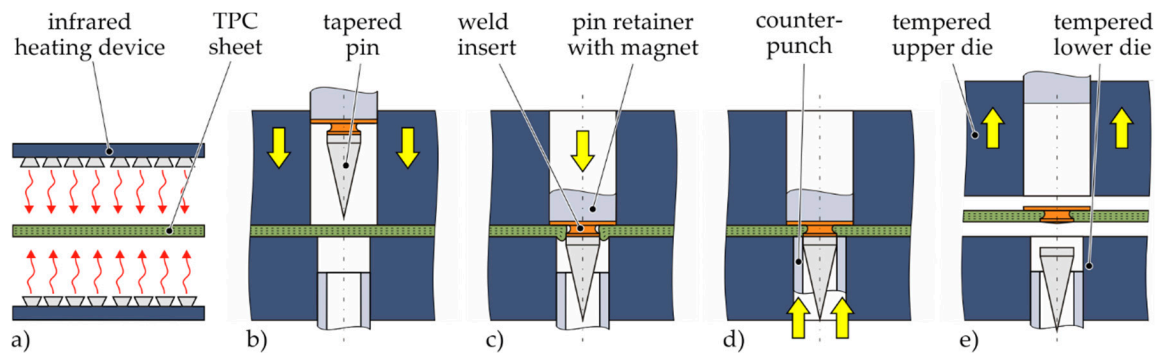 infrared
heating device
TPC
sheet
tapered
pin
weld
insert
pin retainer
with magnet
counter-
punch
tempered
upper die
tempered
lower die
a)
b)
c)
d)
e)